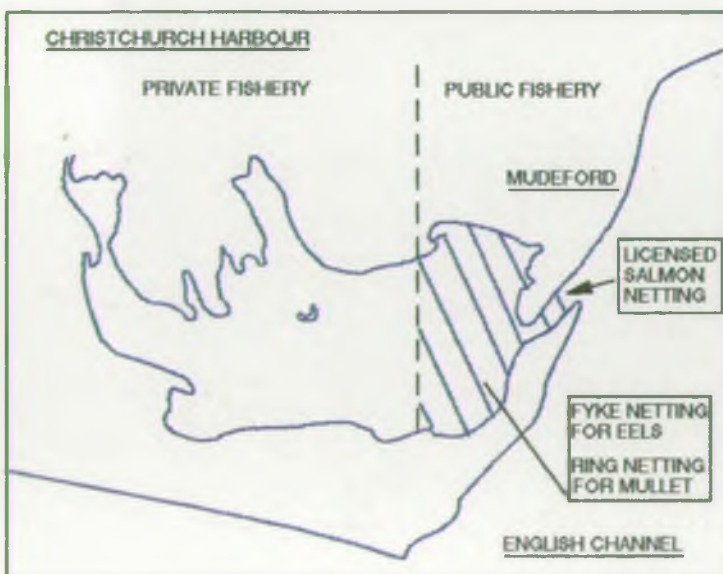 CHRISTCHURCH HARBOUR
PRIVATE FISHERY
PUBLIC FISHERY
MUDEFORD
LICENSED
SALMON
NETTING
FYKE NETTING
FOR EELS
RING NETTING
FOR MULLET
ENGLISH CHANNEL